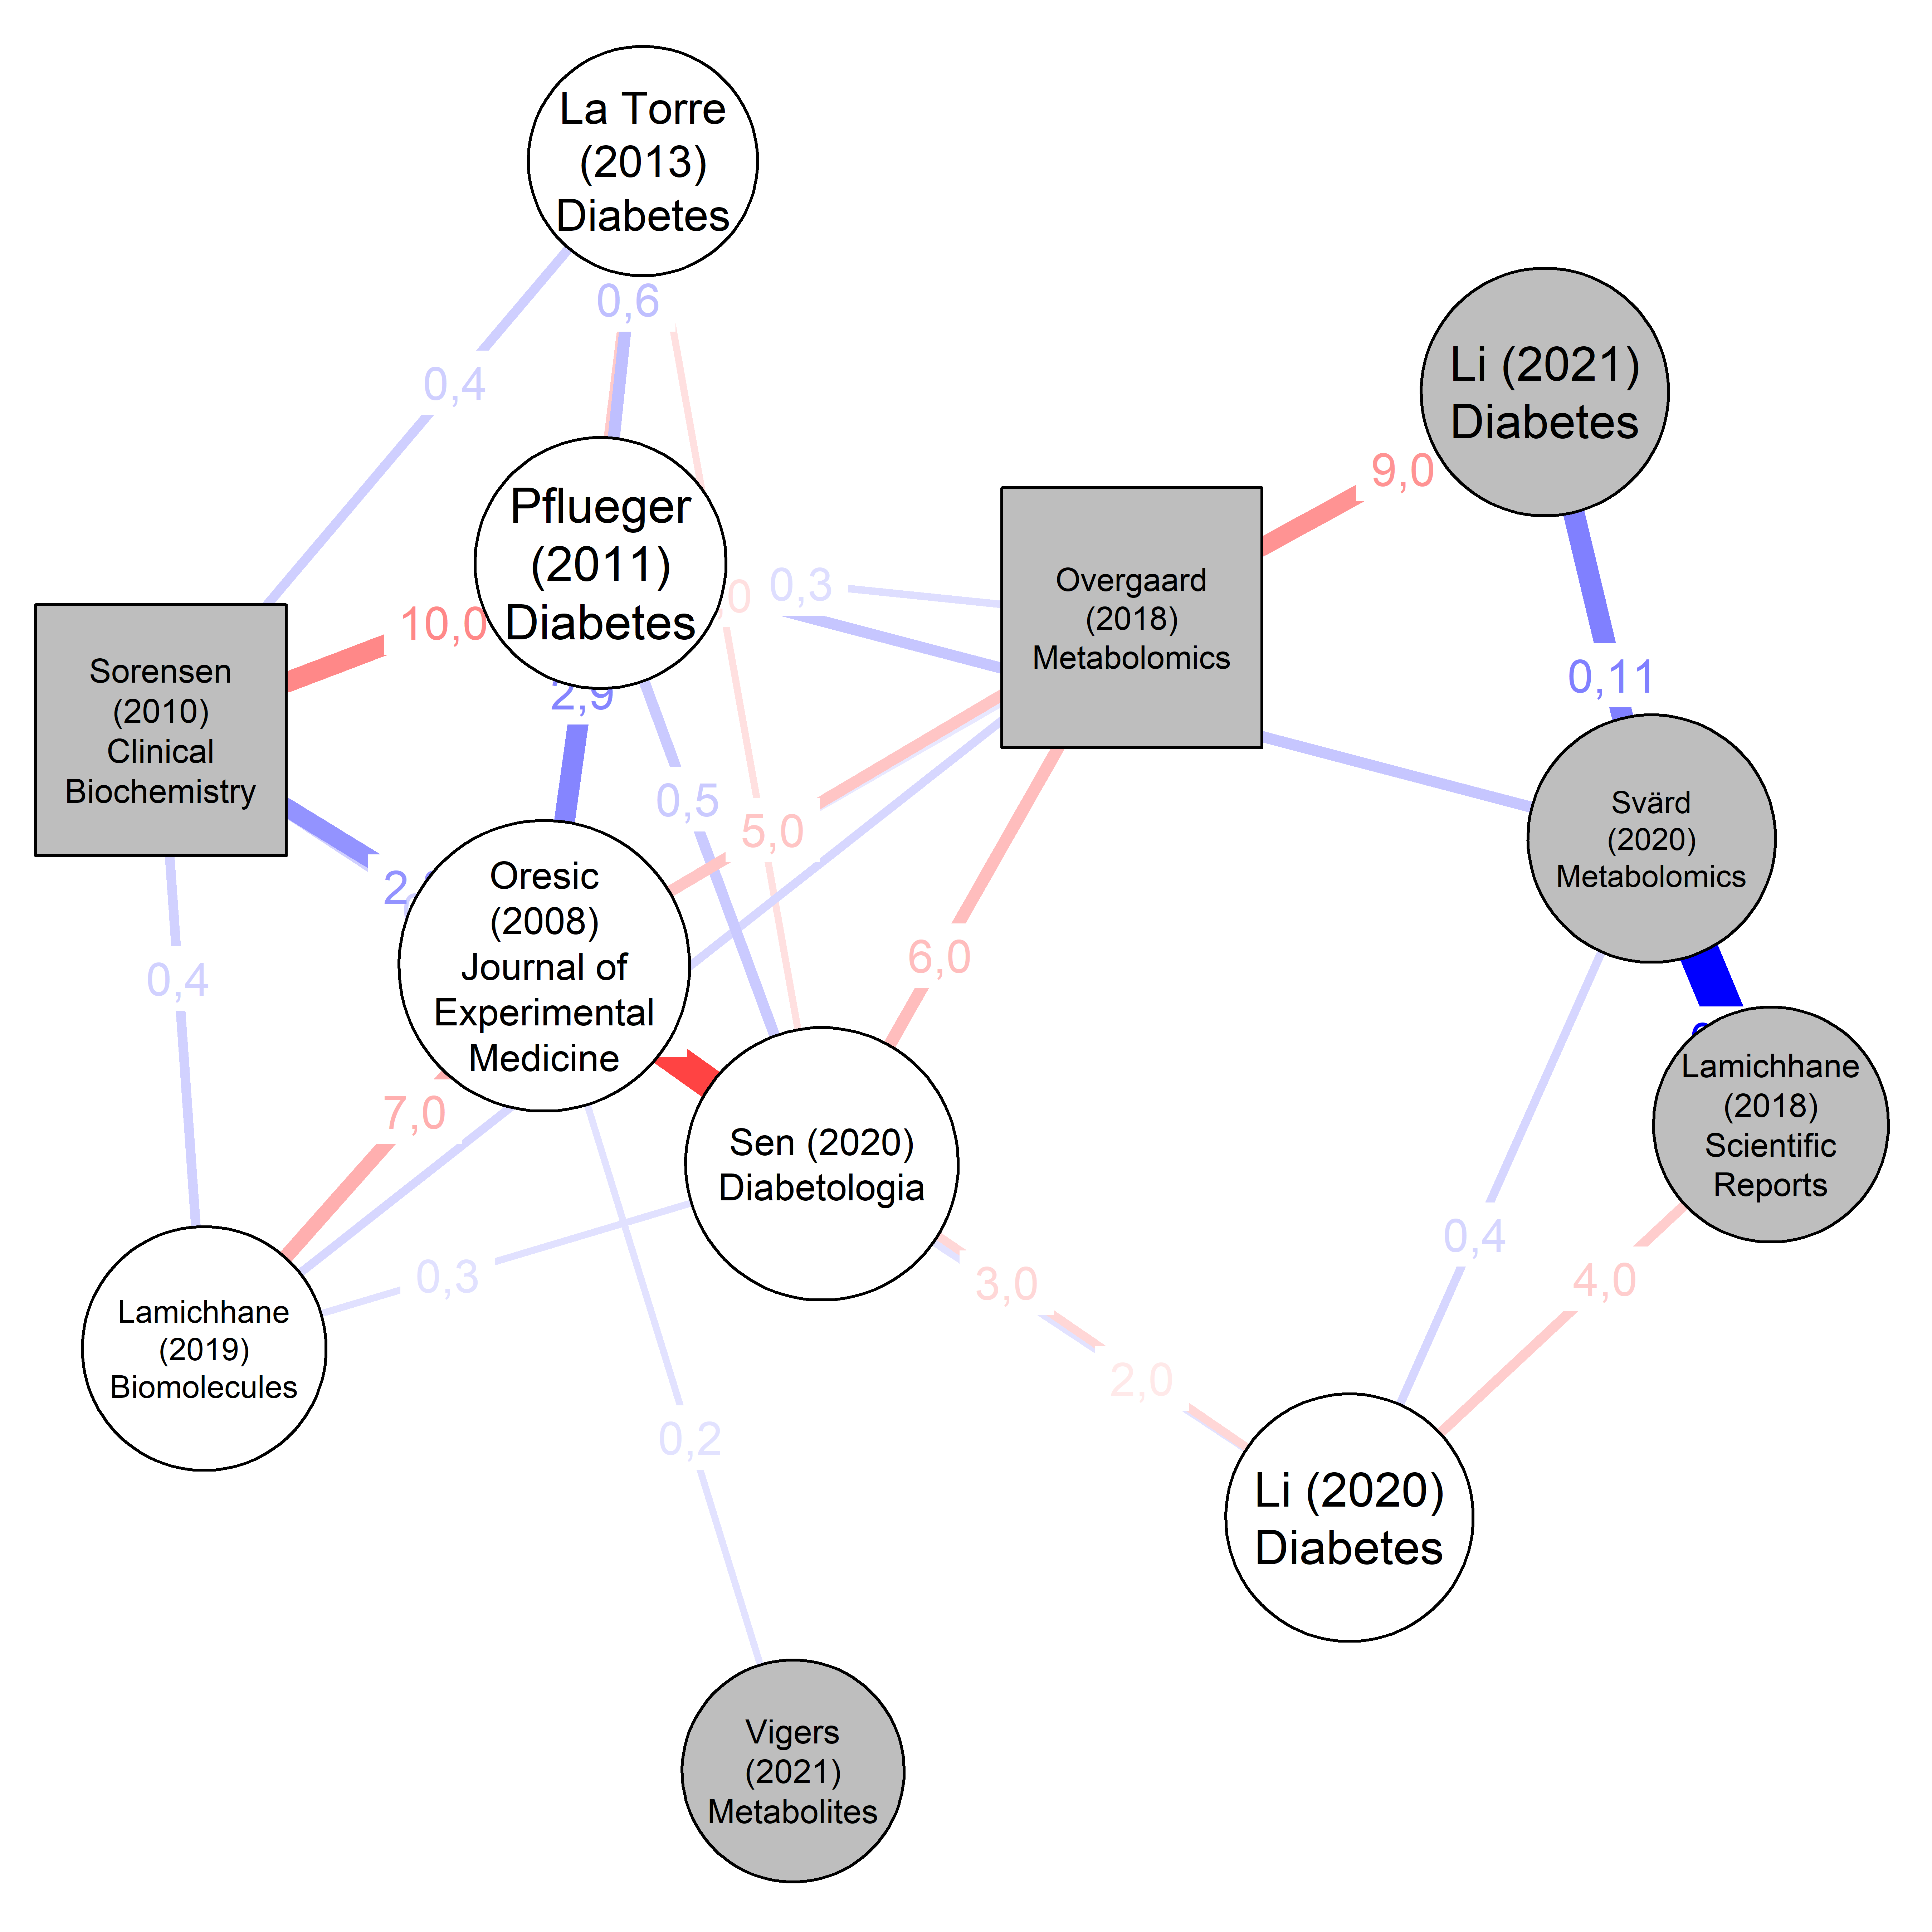 La Torre
(2013)
Diabetes
0,6
0,4
Li (2021)
Diabetes
9,0
Pflueger
(2011)
Diabetes
0,3
Overgaard
(2018)
Metabolomics
10,0
Sorensen
(2010)
Clinical
Biochemistry
0,11
2,9
0,5
5,0
Svärd
(2020)
Metabolomics
Oresic
(2008)
Journal of
Experimental
Medicine
6,0
0,4
Lamichhane
(2018)
Scientific
Reports
7,0
Sen (2020)
Diabetologia
0,4
0,3
3,0
4,0
Lamichhane
(2019)
Biomolecules
2,0
0,2
Li (2020)
Diabetes
Vigers
(2021)
Metabolites